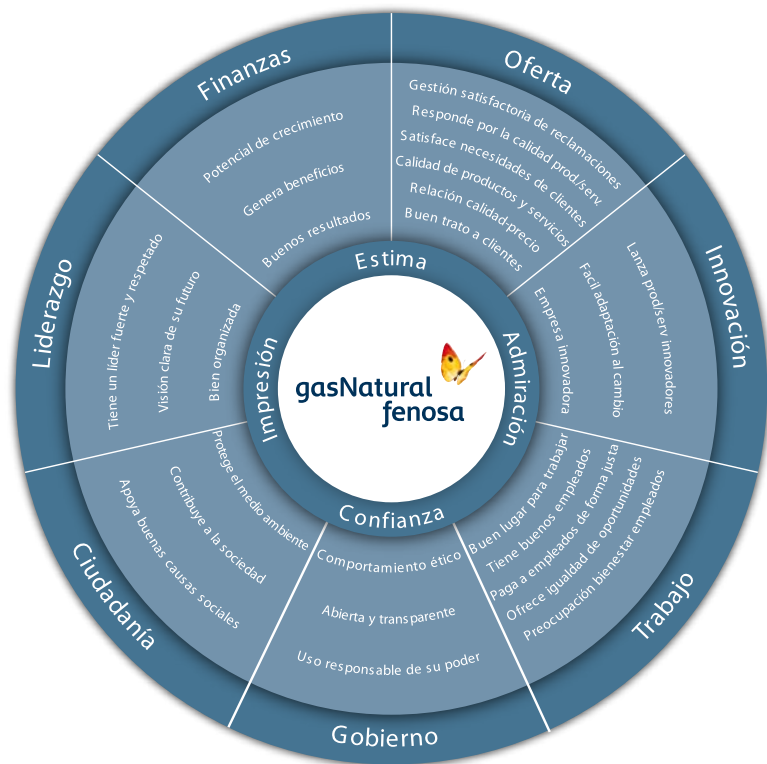 Finanzas
Potencial de crecimiento
Genera beneficios
Buenos resultados
Oferta
Gestión satisfactoria de reclamaciones
Responde por la calidad prod/serv.
Satisface necesidades de clientes
Calidad de productos y servicios
Relación calidad-precio
Buen trato a clientes
Innovación
Lanza prod/serv innovadores
Facil adaptación al cambio
Empresa innovadora
Trabajo
Buen lugar para trabajar
Tiene buenos empleados
Paga a empleados de forma justa
Ofrece igualdad de oportunidades
Preocupación bienestar empleados
Gobierno
Comportamiento ético
Abierta y transparente
Uso responsable de su poder
Ciudadanía
Protege el medio ambiente
Contribuye a la sociedad
Apoya buenas causas sociales
Liderazgo
Tiene un líder fuerte y respetado
Visión clara de su futuro
Bien organizada
Estima
Admiración
Confianza
Impresión
gasNatural
fenosa